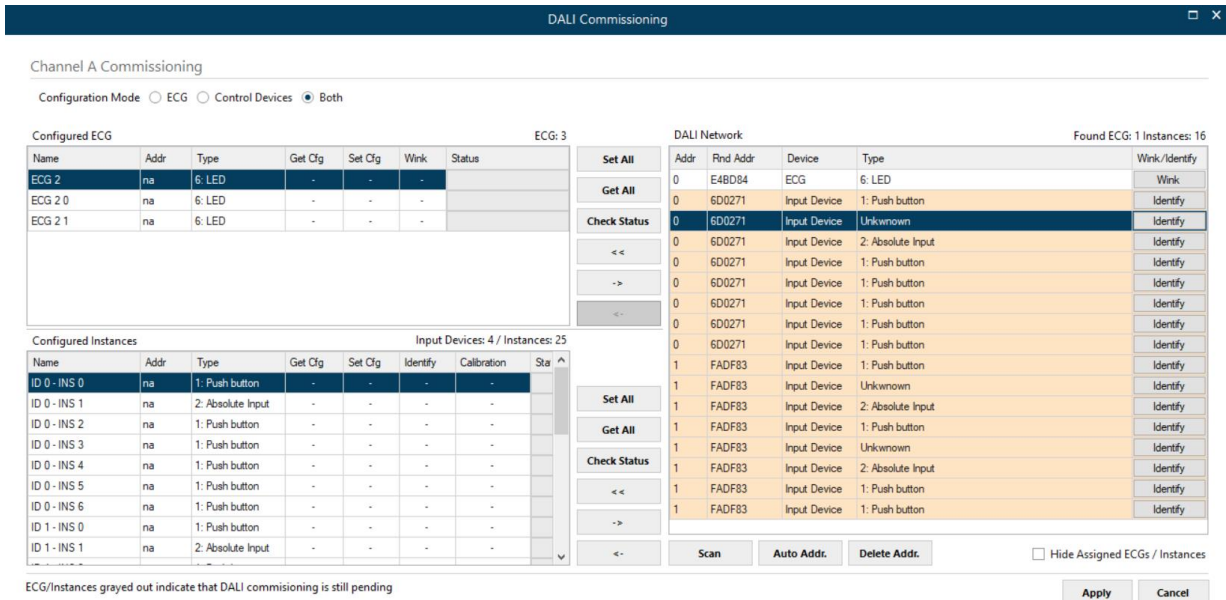 DALI Commissioning
Channel A Commissioning
Configuration Mode ECG Control Devices Both
Configured ECG ECG: 3
Name Addr Type Get Cfg Set Cfg Wink Status
ECG 2 na 6: LED - - -
ECG 2 0 na 6: LED - - -
ECG 2 1 na 6: LED - - -
Set All
Get All
Check Status
<<
->
<-
Configured Instances Input Devices: 4 / Instances: 25
Name Addr Type Get Cfg Set Cfg Identify Calibration Sta
ID 0 - INS 0 na 1: Push button - - - -
ID 0 - INS 1 na 2: Absolute Input - - - -
ID 0 - INS 2 na 1: Push button - - - -
ID 0 - INS 3 na 1: Push button - - - -
ID 0 - INS 4 na 1: Push button - - - -
ID 0 - INS 5 na 1: Push button - - - -
ID 0 - INS 6 na 1: Push button - - - -
ID 1 - INS 0 na 1: Push button - - - -
ID 1 - INS 1 na 2: Absolute Input - - - -
Set All
Get All
Check Status
<<
->
<-
DALI Network Found ECG: 1 Instances: 16
Addr Rnd Addr Device Type Wink/Identify
0 E4BD84 ECG 6: LED Wink
0 6D0271 Input Device 1: Push button Identify
0 6D0271 Input Device Unkwnown Identify
0 6D0271 Input Device 2: Absolute Input Identify
0 6D0271 Input Device 1: Push button Identify
0 6D0271 Input Device 1: Push button Identify
0 6D0271 Input Device 1: Push button Identify
0 6D0271 Input Device 1: Push button Identify
0 6D0271 Input Device 1: Push button Identify
1 FADF83 Input Device 1: Push button Identify
1 FADF83 Input Device Unkwnown Identify
1 FADF83 Input Device 2: Absolute Input Identify
1 FADF83 Input Device 1: Push button Identify
1 FADF83 Input Device Unkwnown Identify
1 FADF83 Input Device 2: Absolute Input Identify
1 FADF83 Input Device 1: Push button Identify
1 FADF83 Input Device 1: Push button Identify
Scan Auto Addr. Delete Addr. Hide Assigned ECGs / Instances
ECG/Instances grayed out indicate that DALI commisioning is still pending
Apply Cancel